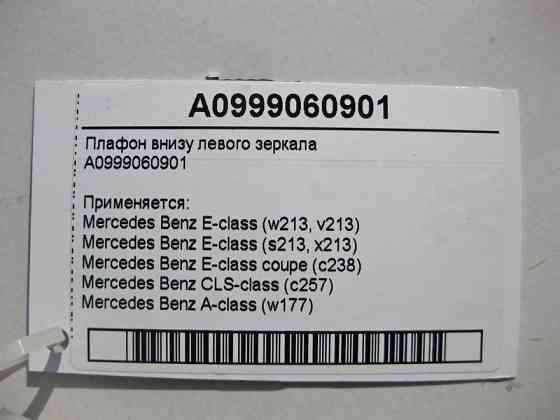 A0999060901
Плафон внизу левого зеркала
A0999060901
Применяется:
Mercedes Benz E-class (w213, v213)
Mercedes Benz E-class (s213, x213)
Mercedes Benz E-class coupe (c238)
Mercedes Benz CLS-class (c257)
Mercedes Benz A-class (w177)